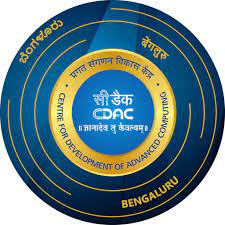 ಬೆಂಗಳೂರು
बेंगलुरु
प्रगत संगणन विकास केंद्र
सी डैक
CDAC
॥ज्ञानादेव तु कैवल्यम्॥
CENTRE FOR DEVELOPMENT OF ADVANCED COMPUTING
BENGALURU